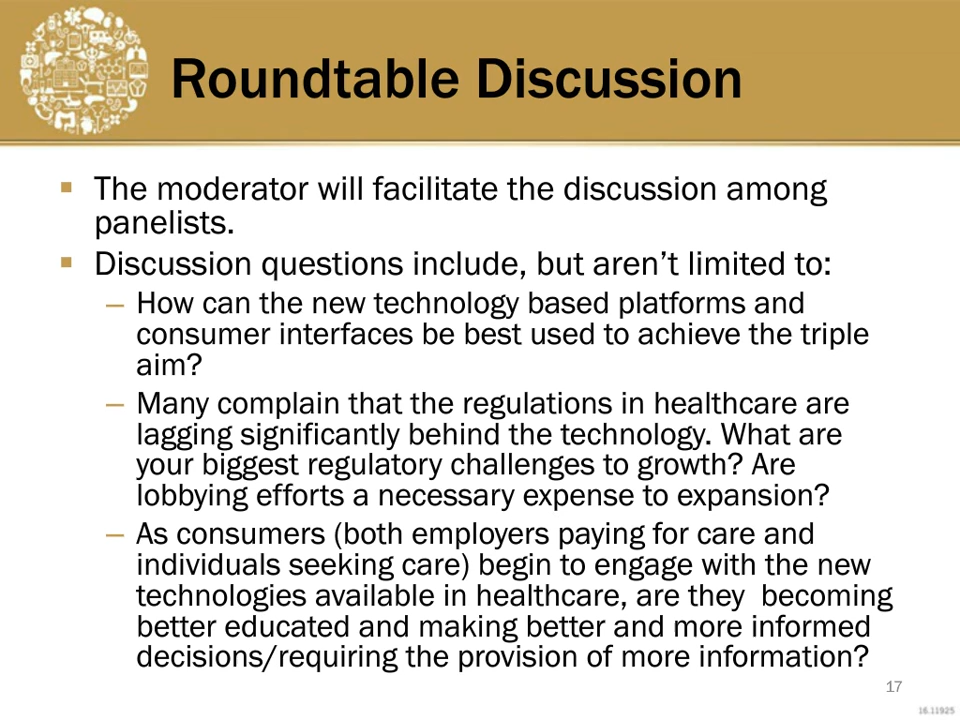 Roundtable Discussion
▪ The moderator will facilitate the discussion among
panelists.
▪ Discussion questions include, but aren’t limited to:
– How can the new technology based platforms and
consumer interfaces be best used to achieve the triple
aim?
– Many complain that the regulations in healthcare are
lagging significantly behind the technology. What are
your biggest regulatory challenges to growth? Are
lobbying efforts a necessary expense to expansion?
– As consumers (both employers paying for care and
individuals seeking care) begin to engage with the new
technologies available in healthcare, are they  becoming
better educated and making better and more informed
decisions/requiring the provision of more information?
17
16.11925